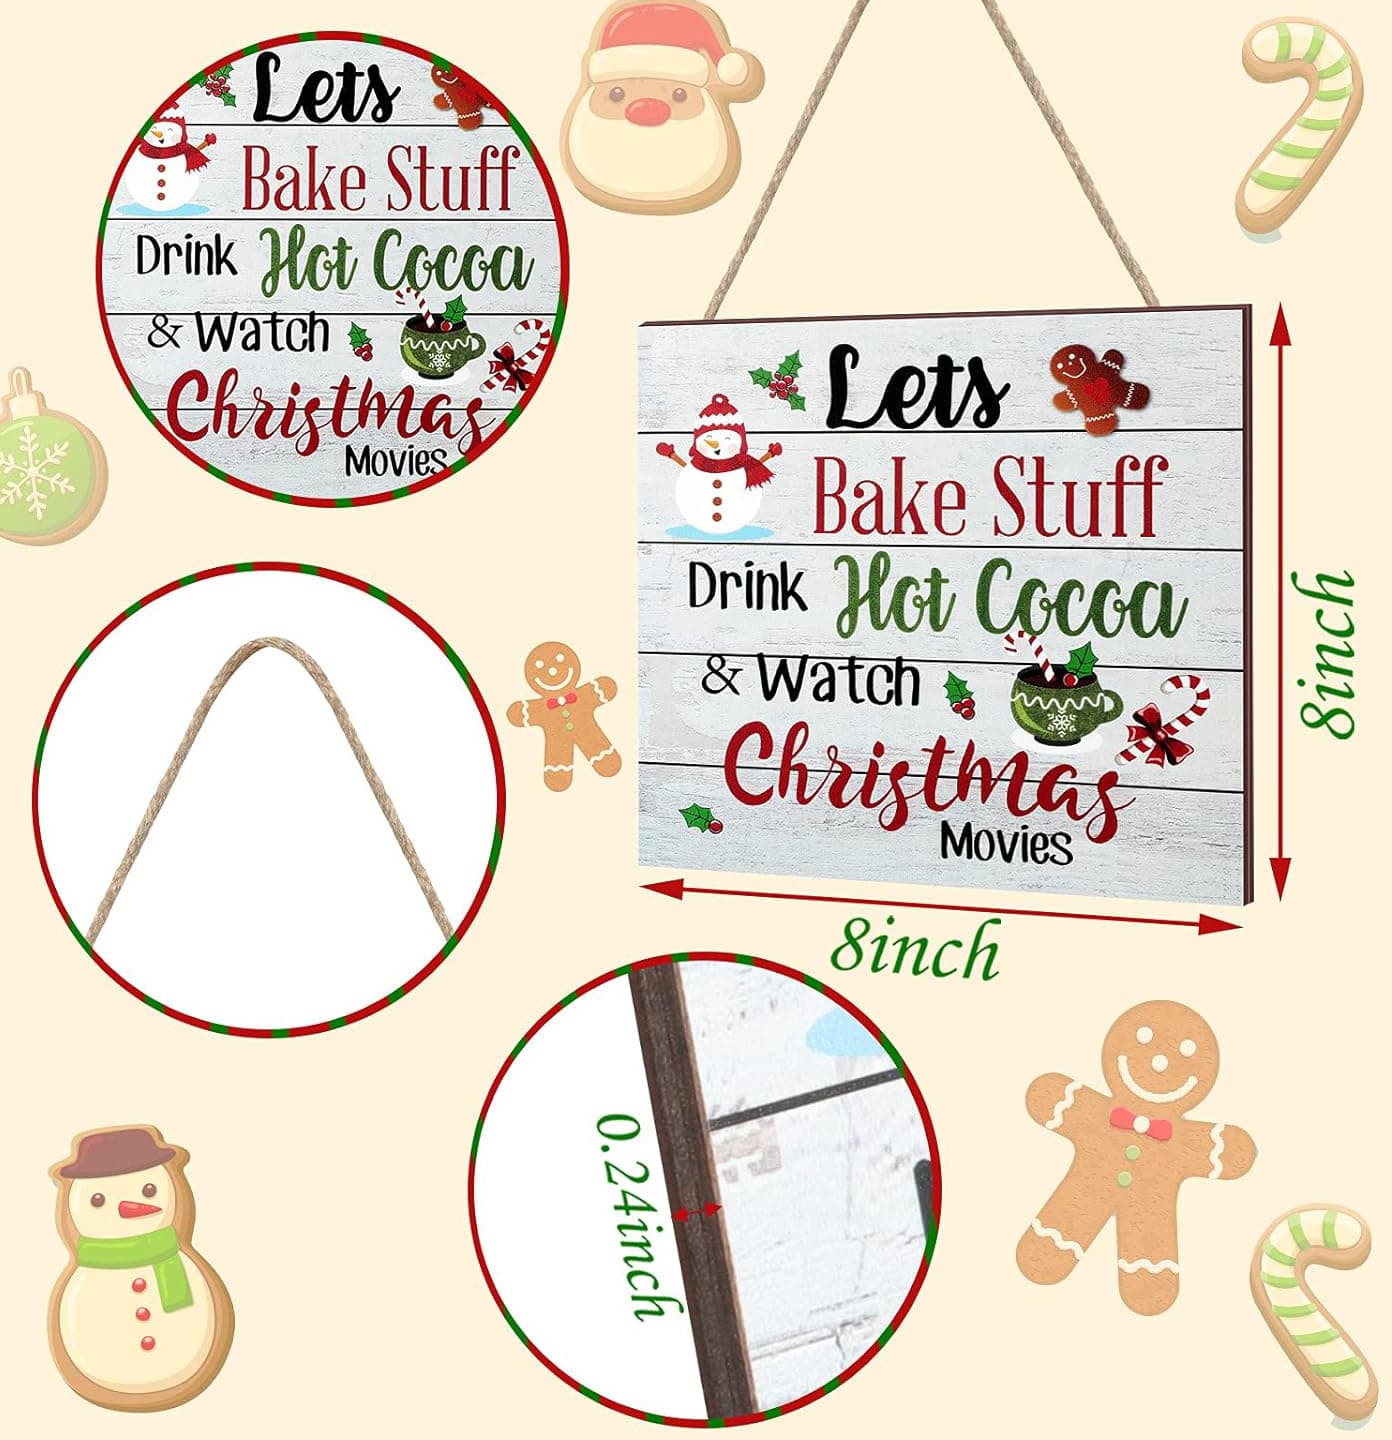 Lets
Bake Stuff
Drink Hot Cocoa
& Watch
Christmas
Movies
Lets
Bake Stuff
Drink Hot Cocoa
& Watch
Christmas
Movies
8inch
8inch
0.24inch